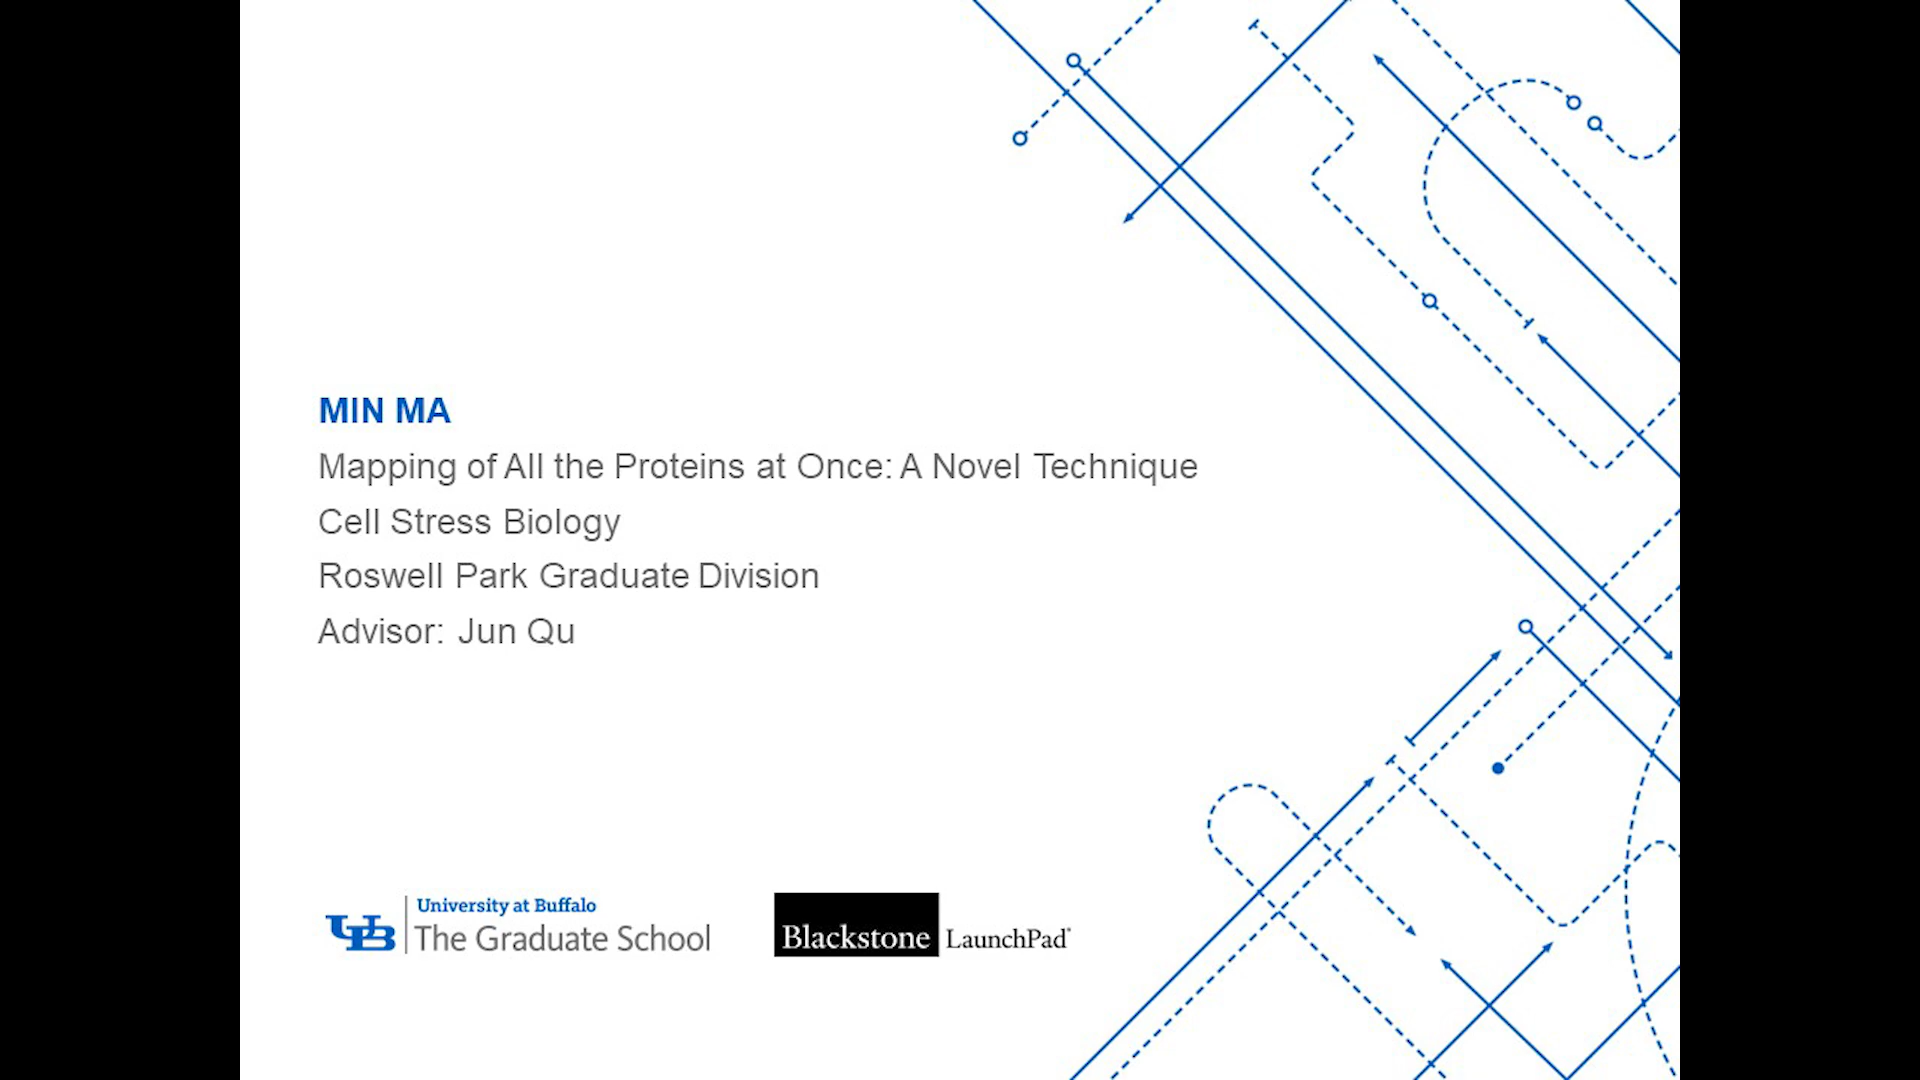 MIN MA
Mapping of All the Proteins at Once: A Novel Technique
Cell Stress Biology
Roswell Park Graduate Division
Advisor: Jun Qu
UB
University at Buffalo
The Graduate School
Blackstone LaunchPad